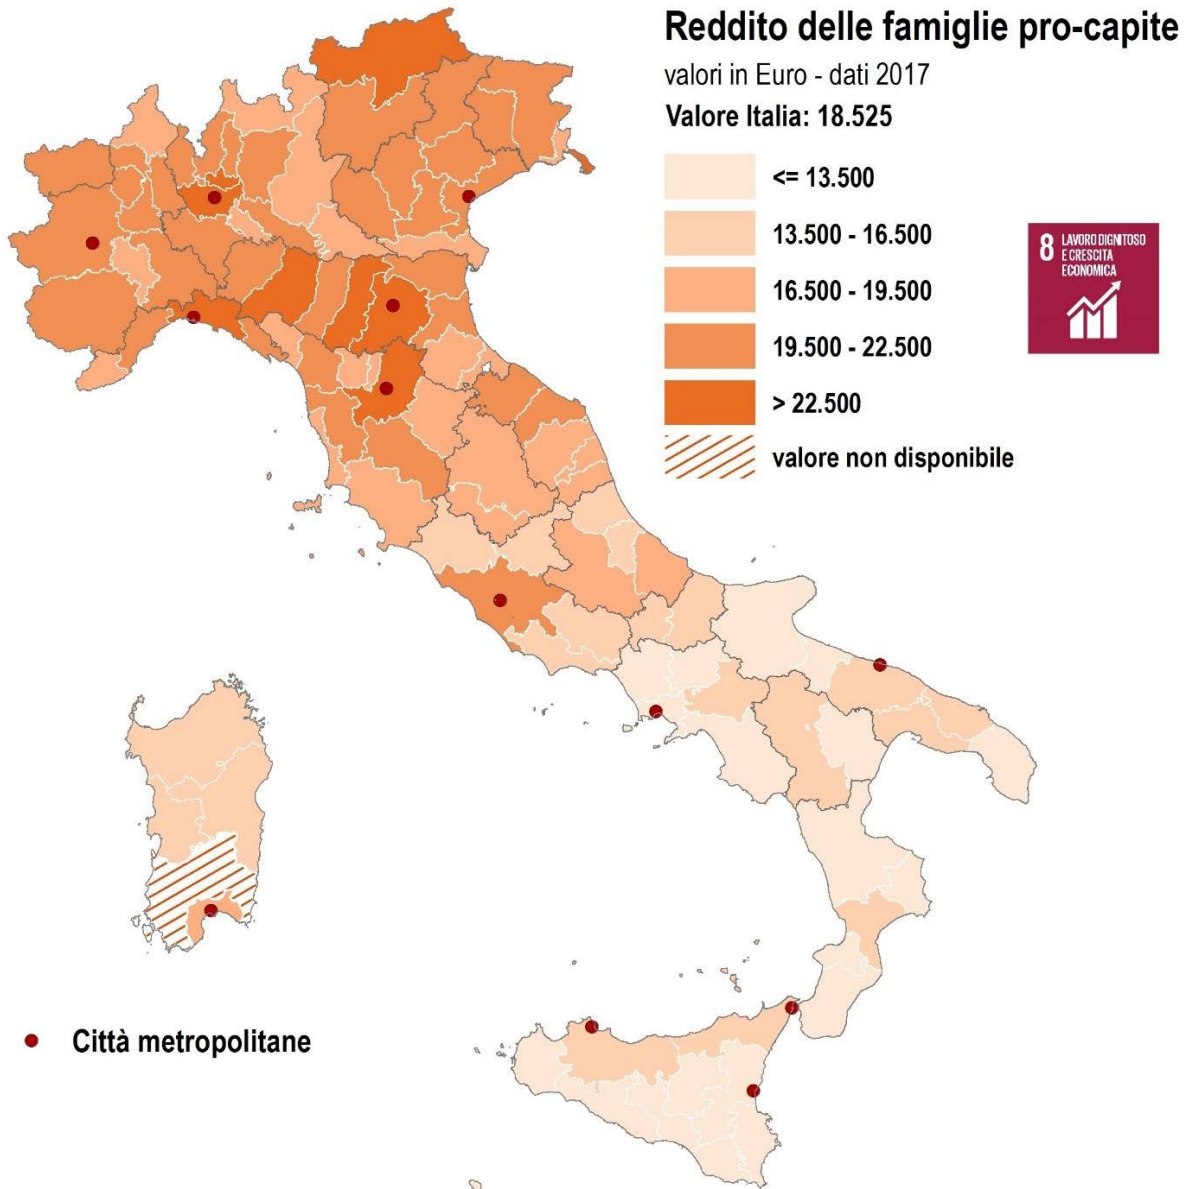 Reddito delle famiglie pro-capite
valori in Euro - dati 2017
Valore Italia: 18.525
<= 13.500
13.500 - 16.500
16.500 - 19.500
19.500 - 22.500
> 22.500
valore non disponibile
8 LAVORO DIGNITOSO
E CRESCITA
ECONOMICA
Città metropolitane